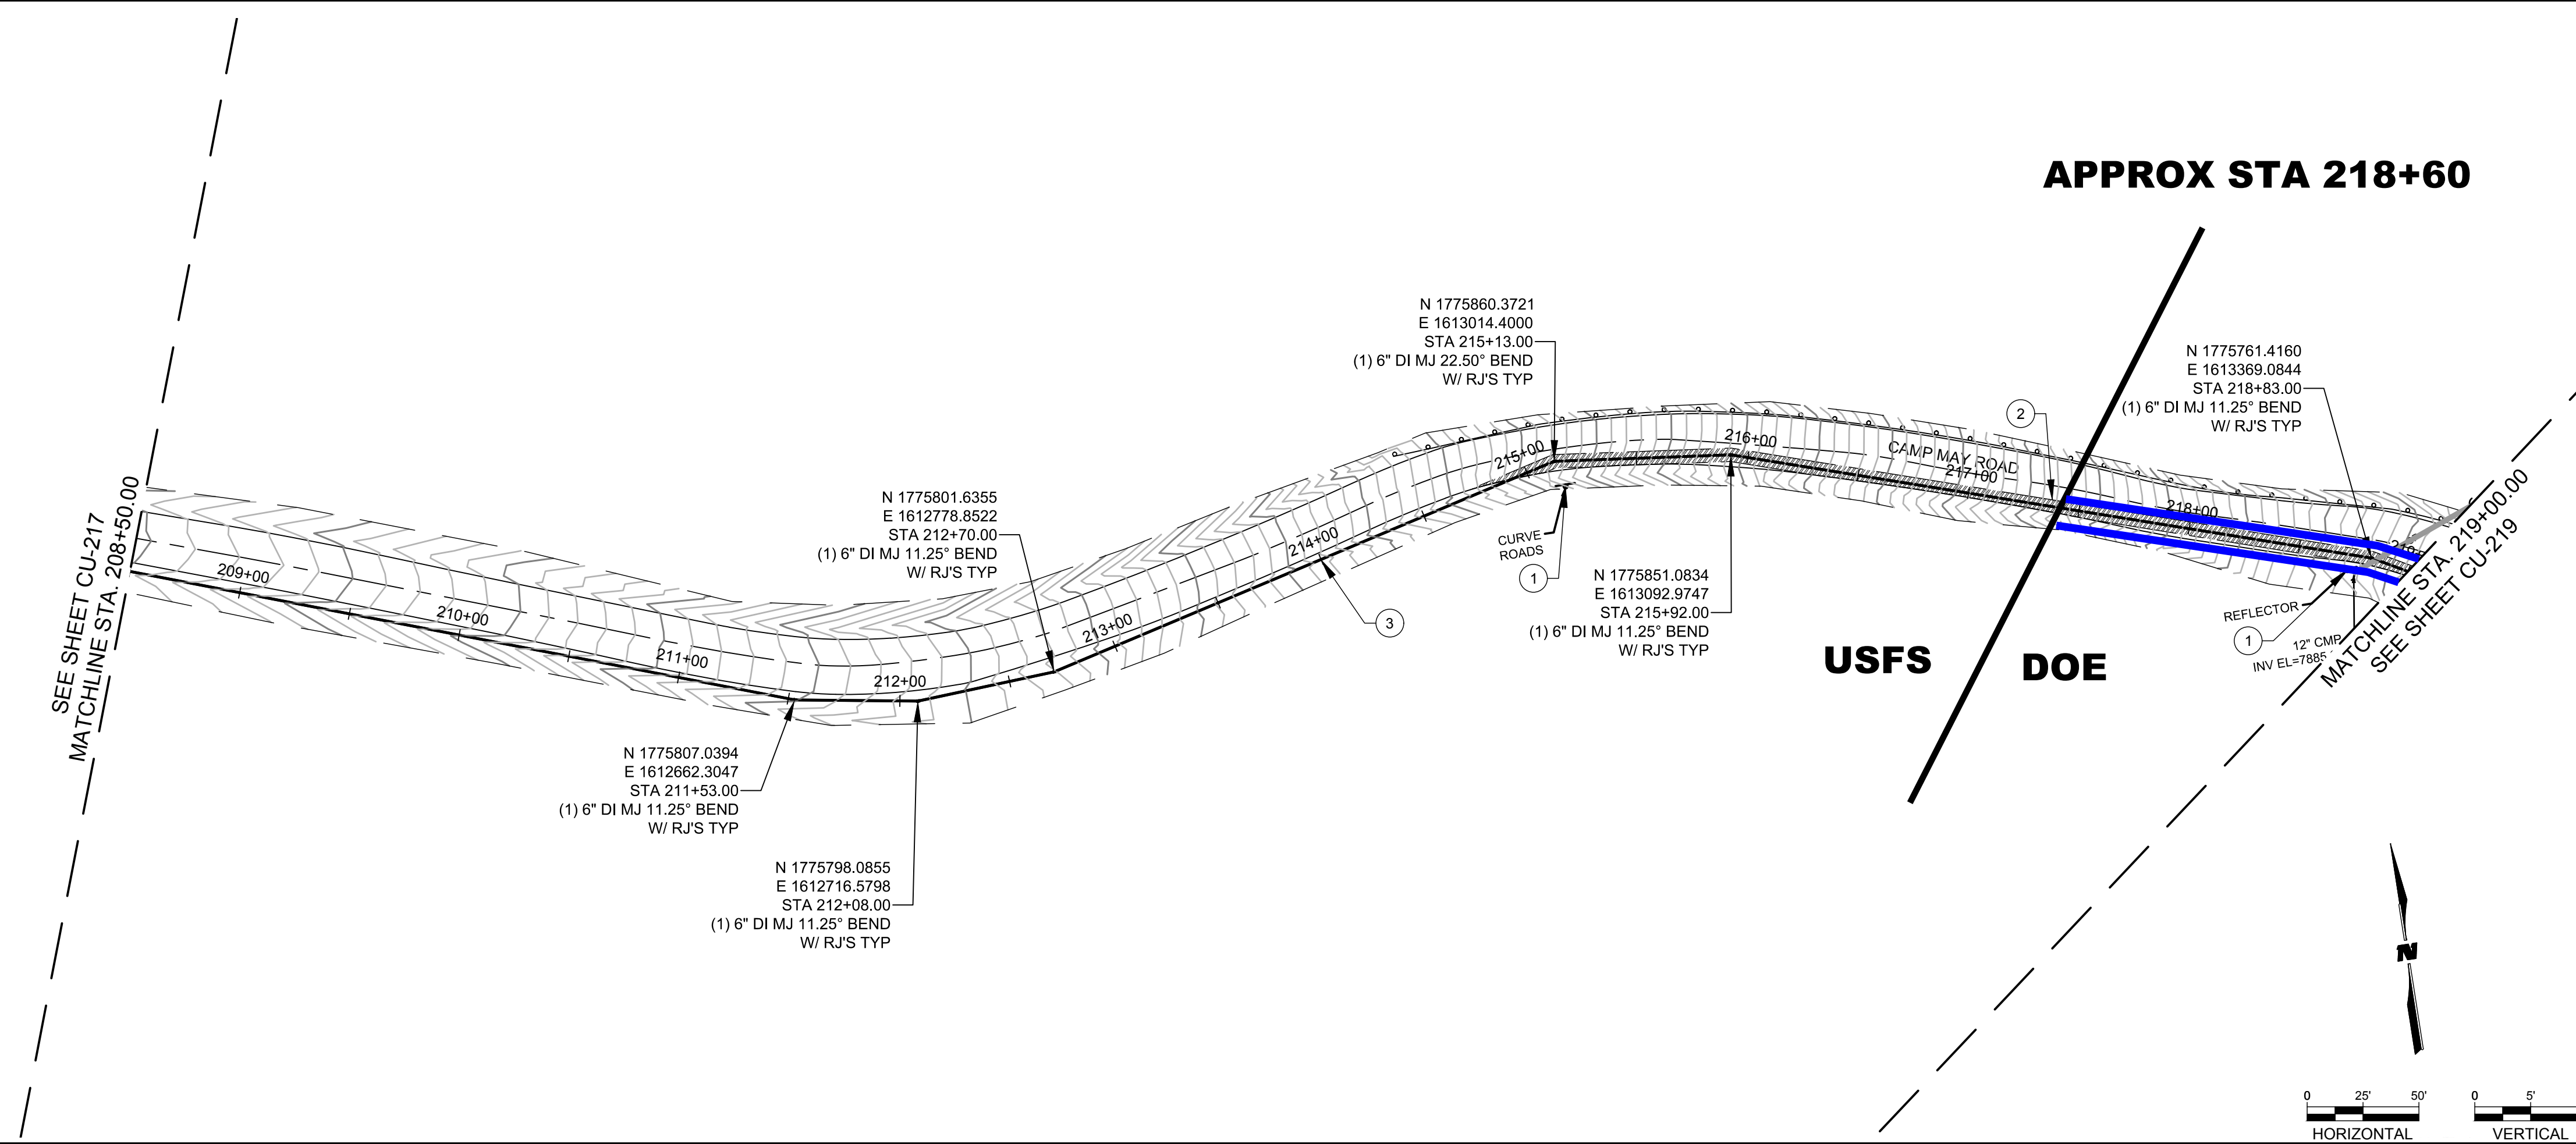 APPROX STA 218+60
N 1775860.3721
E 1613014.4000
STA 215+13.00
(1) 6" DI MJ 22.50° BEND
W/ RJ'S TYP
N 1775761.4160
E 1613369.0844
STA 218+83.00
(1) 6" DI MJ 11.25° BEND
W/ RJ'S TYP
2
CAMP MAY ROAD
SEE SHEET CU-217
MATCHLINE STA. 208+50.00
N 1775801.6355
E 1612778.8522
STA 212+70.00
(1) 6" DI MJ 11.25° BEND
W/ RJ'S TYP
209+00
210+00
211+00
212+00
213+00
214+00
215+00
216+00
217+00
218+00
CURVE
ROADS
1
3
N 1775851.0834
E 1613092.9747
STA 215+92.00
(1) 6" DI MJ 11.25° BEND
W/ RJ'S TYP
USFS
DOE
REFLECTOR
1
12" CMP
INV EL=7885
MATCHLINE STA. 219+00.00
SEE SHEET CU-219
N 1775807.0394
E 1612662.3047
STA 211+53.00
(1) 6" DI MJ 11.25° BEND
W/ RJ'S TYP
N 1775798.0855
E 1612716.5798
STA 212+08.00
(1) 6" DI MJ 11.25° BEND
W/ RJ'S TYP
N
0 25' 50'
HORIZONTAL
0 5'
VERTICAL